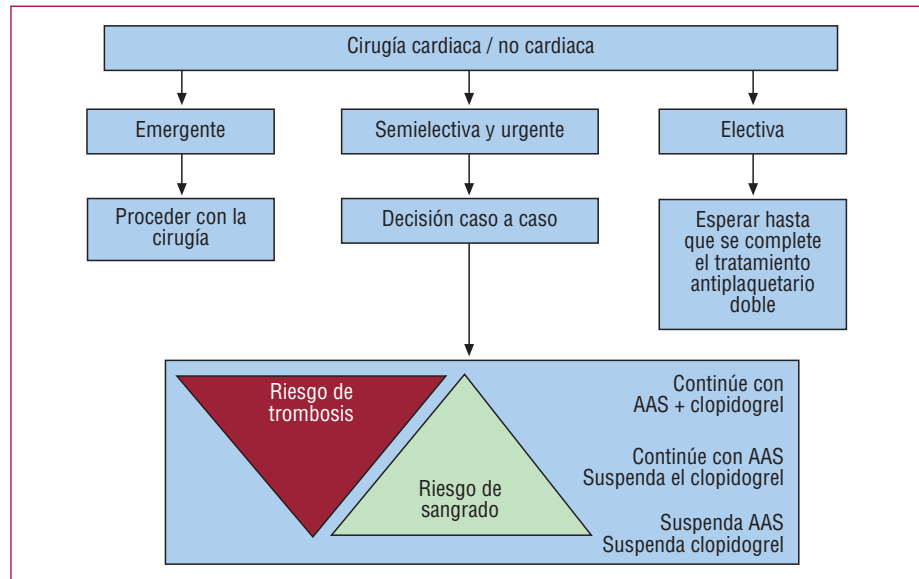 Cirugía cardiaca / no cardiaca
Emergente
Semielectiva y urgente
Electiva
Proceder con la
cirugía
Decisión caso a caso
Esperar hasta
que se complete
el tratamiento
antiplaquetario
doble
Riesgo de
trombosis
Riesgo de
sangrado
Continúe con
AAS + clopidogrel
Continúe con AAS
Suspenda el clopidogrel
Suspenda AAS
Suspenda clopidogrel